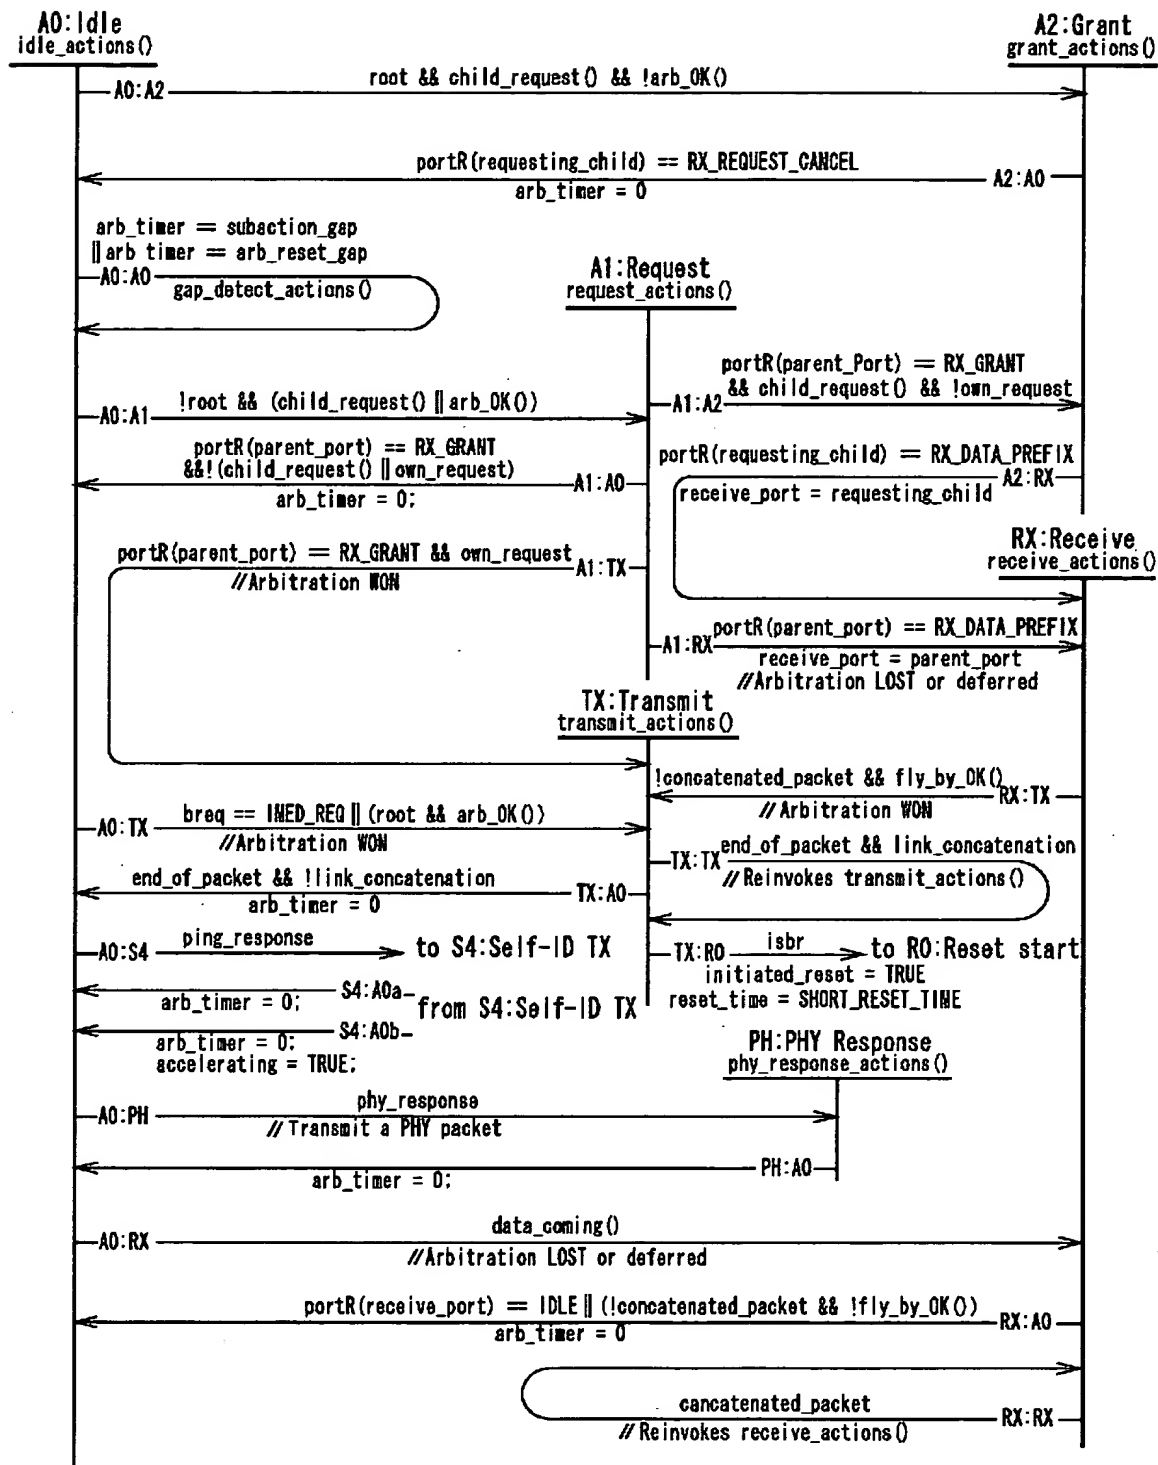 A0:Idle
idle_actions()
A2:Grant
grant_actions()
root && child_request() && !arb_OK()
A0:A2
portR(requesting_child) == RX_REQUEST_CANCEL
A2:A0
arb_timer = 0
arb_timer == subaction_gap
||arb timer == arb_reset_gap
A0:A0
gap_detect_actions()
A1:Request
request_actions()
portR(parent_Port) == RX_GRANT
&& child_request() && !own_request
A1:A2
!root && (child_request() || arb_OK())
A0:A1
portR(parent_port) == RX_GRANT
&&!(child_request() || own_request)
A1:A0
arb_timer = 0;
portR(requesting_child) == RX_DATA_PREFIX
A2:RX
receive_port = requesting_child
RX:Receive
receive_actions()
portR(parent_port) == RX_GRANT && own_request
A1:TX
//Arbitration WON
portR(parent_port) == RX_DATA_PREFIX
A1:RX
receive_port = parent_port
//Arbitration LOST or deferred
TX:Transmit
transmit_actions()
!concatenated_packet && fly_by_OK()
RX:TX
//Arbitration WON
breq == IMED_REQ || (root && arb_OK())
A0:TX
//Arbitration WON
end_of_packet && link_concatenation
TX:TX
//Reinvokes transmit_actions()
end_of_packet && !link_concatenation
TX:A0
arb_timer = 0
ping_response
A0:S4
to S4:Self-ID TX
isbr
TX:R0
to R0:Reset start
initiated_reset = TRUE
reset_time = SHORT_RESET_TIME
S4:A0a
arb_timer = 0;
from S4:Self-ID TX
S4:A0b
arb_timer = 0;
accelerating = TRUE;
PH:PHY Response
phy_response_actions()
phy_response
A0:PH
// Transmit a PHY packet
PH:A0
arb_timer = 0;
data_coming()
A0:RX
//Arbitration LOST or deferred
portR(receive_port) == IDLE || (!concatenated_packet && !fly_by_OK())
RX:A0
arb_timer = 0
cancatenated_packet
RX:RX
//Reinvokes receive_actions()